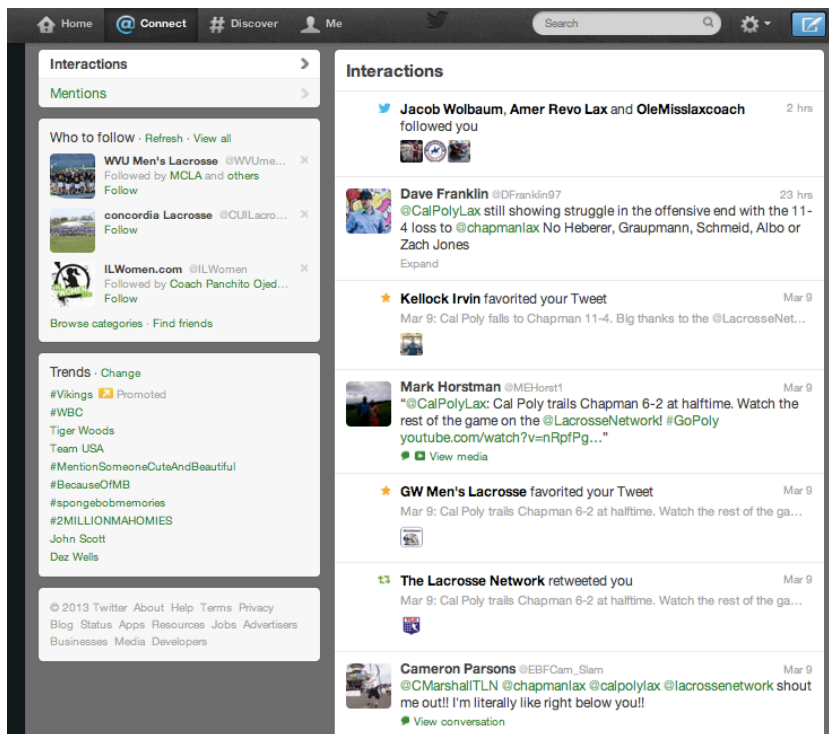 Home Connect Discover Me Search
Interactions
Mentions
Who to follow · Refresh · View all
WVU Men's Lacrosse @WVUme...
Followed by MCLA and others
Follow
concordia Lacrosse @CUILacro...
Follow
ILWomen.com @ILWomen
Followed by Coach Panchito Ojed...
Follow
Browse categories · Find friends
Trends · Change
#Vikings Promoted
#WBC
Tiger Woods
Team USA
#MentionSomeoneCuteAndBeautiful
#BecauseOfMB
#spongebobmemories
#2MILLIONMAHOMIES
John Scott
Dez Wells
© 2013 Twitter About Help Terms Privacy
Blog Status Apps Resources Jobs Advertisers
Businesses Media Developers
Interactions
Jacob Wolbaum, Amer Revo Lax and OleMisslaxcoach 2 hrs
followed you
Dave Franklin @DFranklin97 23 hrs
@CalPolyLax still showing struggle in the offensive end with the 11-
4 loss to @chapmanlax No Heberer, Graupmann, Schmeid, Albo or
Zach Jones
Expand
Kellock Irvin favorited your Tweet Mar 9
Mar 9: Cal Poly falls to Chapman 11-4. Big thanks to the @LacrosseNet...
Mark Horstman @MEHorst1 Mar 9
"@CalPolyLax: Cal Poly trails Chapman 6-2 at halftime. Watch the
rest of the game on the @LacrosseNetwork! #GoPoly
youtube.com/watch?v=nRpfPg..."
View media
GW Men's Lacrosse favorited your Tweet Mar 9
Mar 9: Cal Poly trails Chapman 6-2 at halftime. Watch the rest of the ga...
The Lacrosse Network retweeted you Mar 9
Mar 9: Cal Poly trails Chapman 6-2 at halftime. Watch the rest of the ga...
Cameron Parsons @EBFCam_Slam Mar 9
@CMarshallTLN @chapmanlax @calpolylax @lacrossenetwork shout
me out!! I'm literally like right below you!!
View conversation